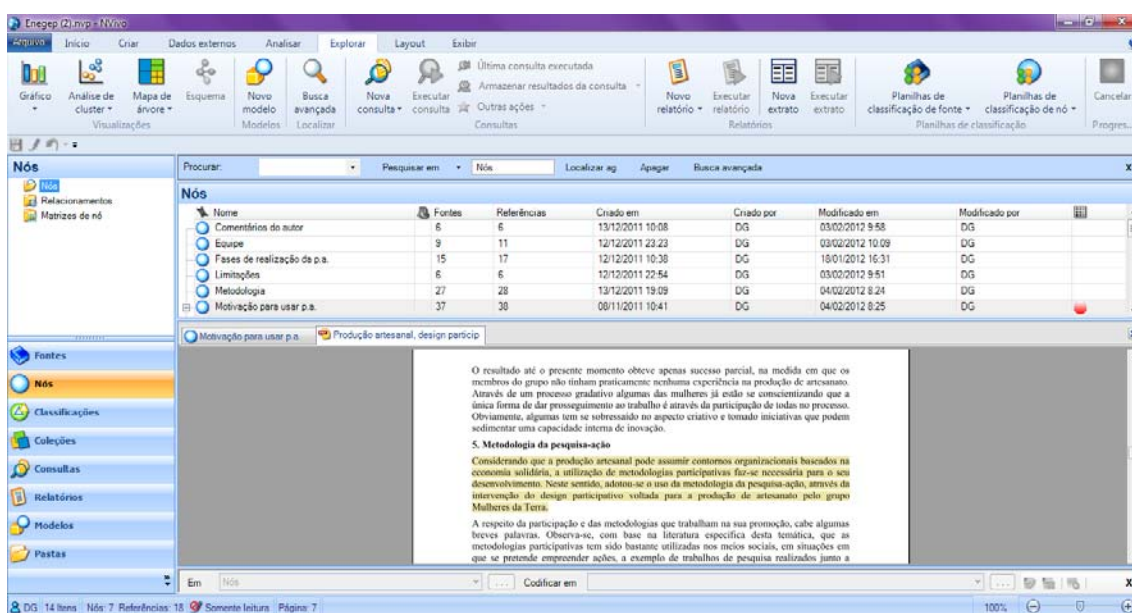 Enegep (2).nvp - NVivo
Arquivo Início Criar Dados externos Analisar Explorar Layout Exibir
Gráfico
Análise de cluster
Mapa de árvore
Esquema
Visualizações
Novo modelo
Modelos
Busca avançada
Localizar
Nova consulta
Executar consulta
Última consulta executada
Armazenar resultados da consulta
Outras ações
Consultas
Novo relatório
Executar relatório
Nova extrato
Executar extrato
Relatórios
Planilhas de classificação de fonte
Planilhas de classificação de nó
Planilhas de classificação
Cancelar
Progres...
Nós
Nós
Relacionamentos
Matrizes de nó
Procurar: Pesquisar em Nós Localizar ag Apagar Busca avançada X
Nós
Nome Fontes Referências Criado em Criado por Modificado em Modificado por
Comentários do autor 6 6 13/12/2011 10:08 DG 03/02/2012 9:58 DG
Equipe 9 11 12/12/2011 23:23 DG 03/02/2012 10:09 DG
Fases de realização da p.a. 15 17 12/12/2011 10:38 DG 18/01/2012 16:31 DG
Limitações 6 6 12/12/2011 22:54 DG 03/02/2012 9:51 DG
Metodologia 27 28 13/12/2011 19:09 DG 04/02/2012 8:24 DG
Motivação para usar p.a. 37 38 08/11/2011 10:41 DG 04/02/2012 8:25 DG
Motivação para usar p.a. Produção artesanal, design particip
Fontes
Nós
Classificações
Coleções
Consultas
Relatórios
Modelos
Pastas
O resultado até o presente momento obteve apenas sucesso parcial, na medida em que os
membros do grupo não tinham praticamente nenhuma experiência na produção de artesanato.
Através de um processo gradativo algumas das mulheres já estão se conscientizando que a
única forma de dar prosseguimento ao trabalho é através da participação de todas no processo.
Obviamente, algumas tem se sobressaído no aspecto criativo e tomado iniciativas que podem
sedimentar uma capacidade interna de inovação.
5. Metodologia da pesquisa-ação
Considerando que a produção artesanal pode assumir contornos organizacionais baseados na
economia solidária, a utilização de metodologias participativas faz-se necessária para o seu
desenvolvimento. Neste sentido, adotou-se o uso da metodologia da pesquisa-ação, através da
intervenção do design participativo voltada para a produção de artesanato pelo grupo
Mulheres da Terra.
A respeito da participação e das metodologias que trabalham na sua promoção, cabe algumas
breves palavras. Observa-se, com base na literatura específica desta temática, que as
metodologias participativas tem sido bastante utilizadas nos meios sociais, em situações em
que se pretende empreender ações, a exemplo de trabalhos de pesquisa realizados junto a
Em Nós ... Codificar em ... X
DG 14 Itens Nós: 7 Referências: 18 Somente leitura Página: 7 100%